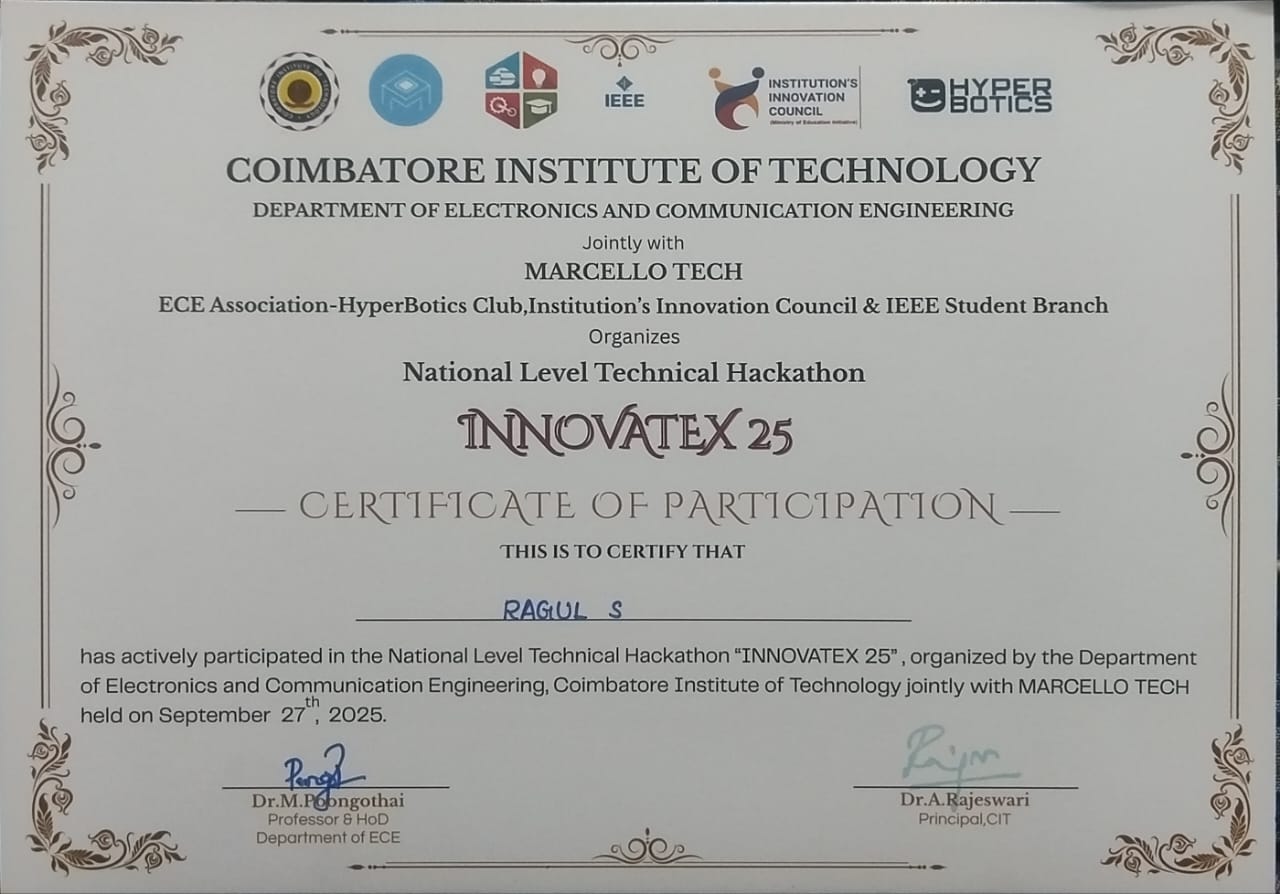 IEEE
INSTITUTION'S
INNOVATION
COUNCIL
(Ministry of Education Initiative)
HYPER
BOTICS
COIMBATORE INSTITUTE OF TECHNOLOGY
DEPARTMENT OF ELECTRONICS AND COMMUNICATION ENGINEERING
Jointly with
MARCELLO TECH
ECE Association-HyperBotics Club,Institution's Innovation Council & IEEE Student Branch
Organizes
National Level Technical Hackathon
INNOVATEX 25
CERTIFICATE OF PARTICIPATION
THIS IS TO CERTIFY THAT
RAGUL S
has actively participated in the National Level Technical Hackathon “INNOVATEX 25” , organized by the Department
of Electronics and Communication Engineering, Coimbatore Institute of Technology jointly with MARCELLO TECH
held on September 27th, 2025.
Dr.M.Poongothai
Professor & HoD
Department of ECE
Dr.A.Rajeswari
Principal,CIT